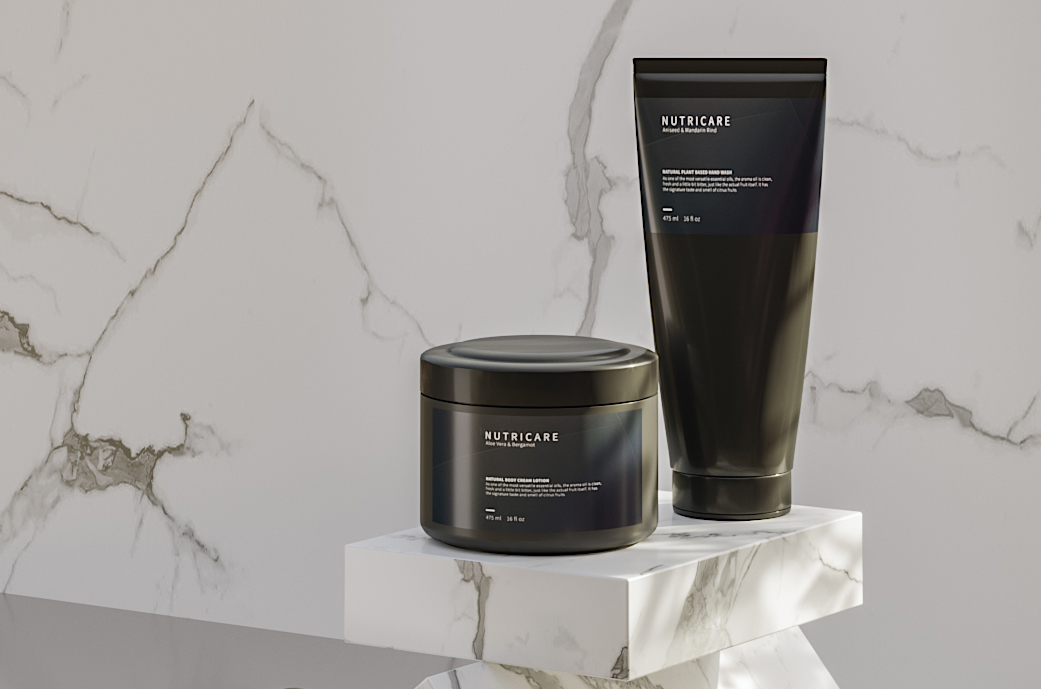 NUTRICARE
Aniseed & Mandarin Rind
NATURAL PLANT BASED HAND WASH
As one of the most versatile essential oils, the aroma oil is clean,
fresh and a little bit bitter, just like the actual fruit itself. It has
the signature taste and smell of citrus fruits.
475 ml 16 fl oz
NUTRICARE
Aloe Vera & Bergamot
NATURAL BODY CREAM LOTION
As one of the most versatile essential oils, the aroma oil is clean,
fresh and a little bit bitter, just like the actual fruit itself. It has
the signature taste and smell of citrus fruits.
475 ml 16 fl oz